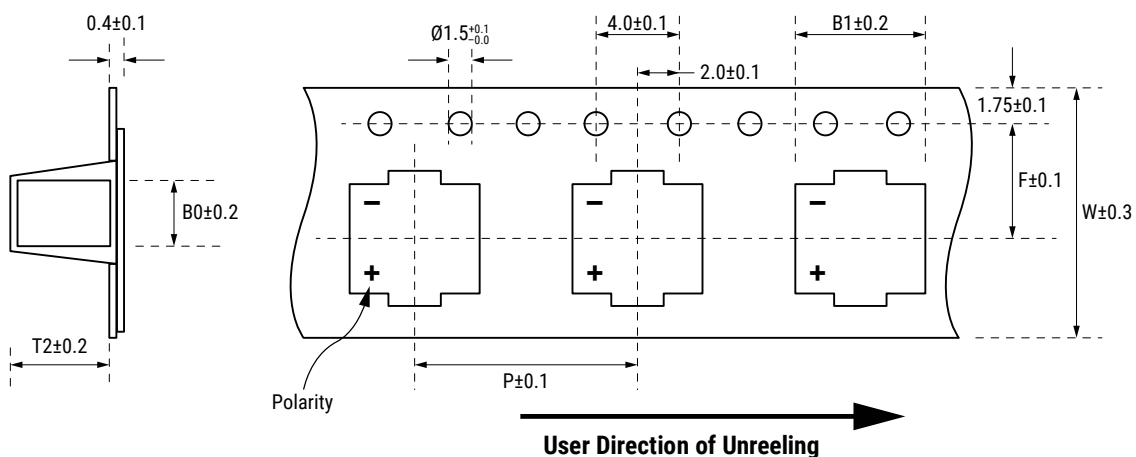 0.4±0.1
Ø1.5 +0.1 −0.0
4.0±0.1
B1±0.2
2.0±0.1
1.75±0.1
B0±0.2
F±0.1
W±0.3
− − −
+ + +
T2±0.2
P±0.1
Polarity
User Direction of Unreeling